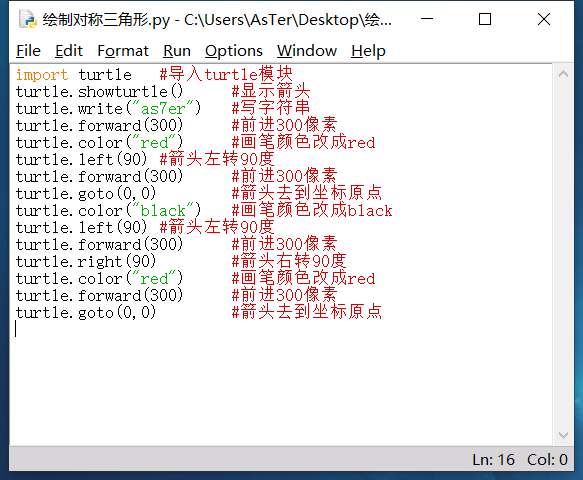 绘制对称三角形.py - C:\Users\AsTer\Desktop\绘...
File Edit Format Run Options Window Help
import turtle #导入turtle模块
turtle.showturtle() #显示箭头
turtle.write("as7er") #写字符串
turtle.forward(300) #前进300像素
turtle.color("red") #画笔颜色改成red
turtle.left(90) #箭头左转90度
turtle.forward(300) #前进300像素
turtle.goto(0,0) #箭头去到坐标原点
turtle.color("black") #画笔颜色改成black
turtle.left(90) #箭头左转90度
turtle.forward(300) #前进300像素
turtle.right(90) #箭头右转90度
turtle.color("red") #画笔颜色改成red
turtle.forward(300) #前进300像素
turtle.goto(0,0) #箭头去到坐标原点
Ln: 16 Col: 0